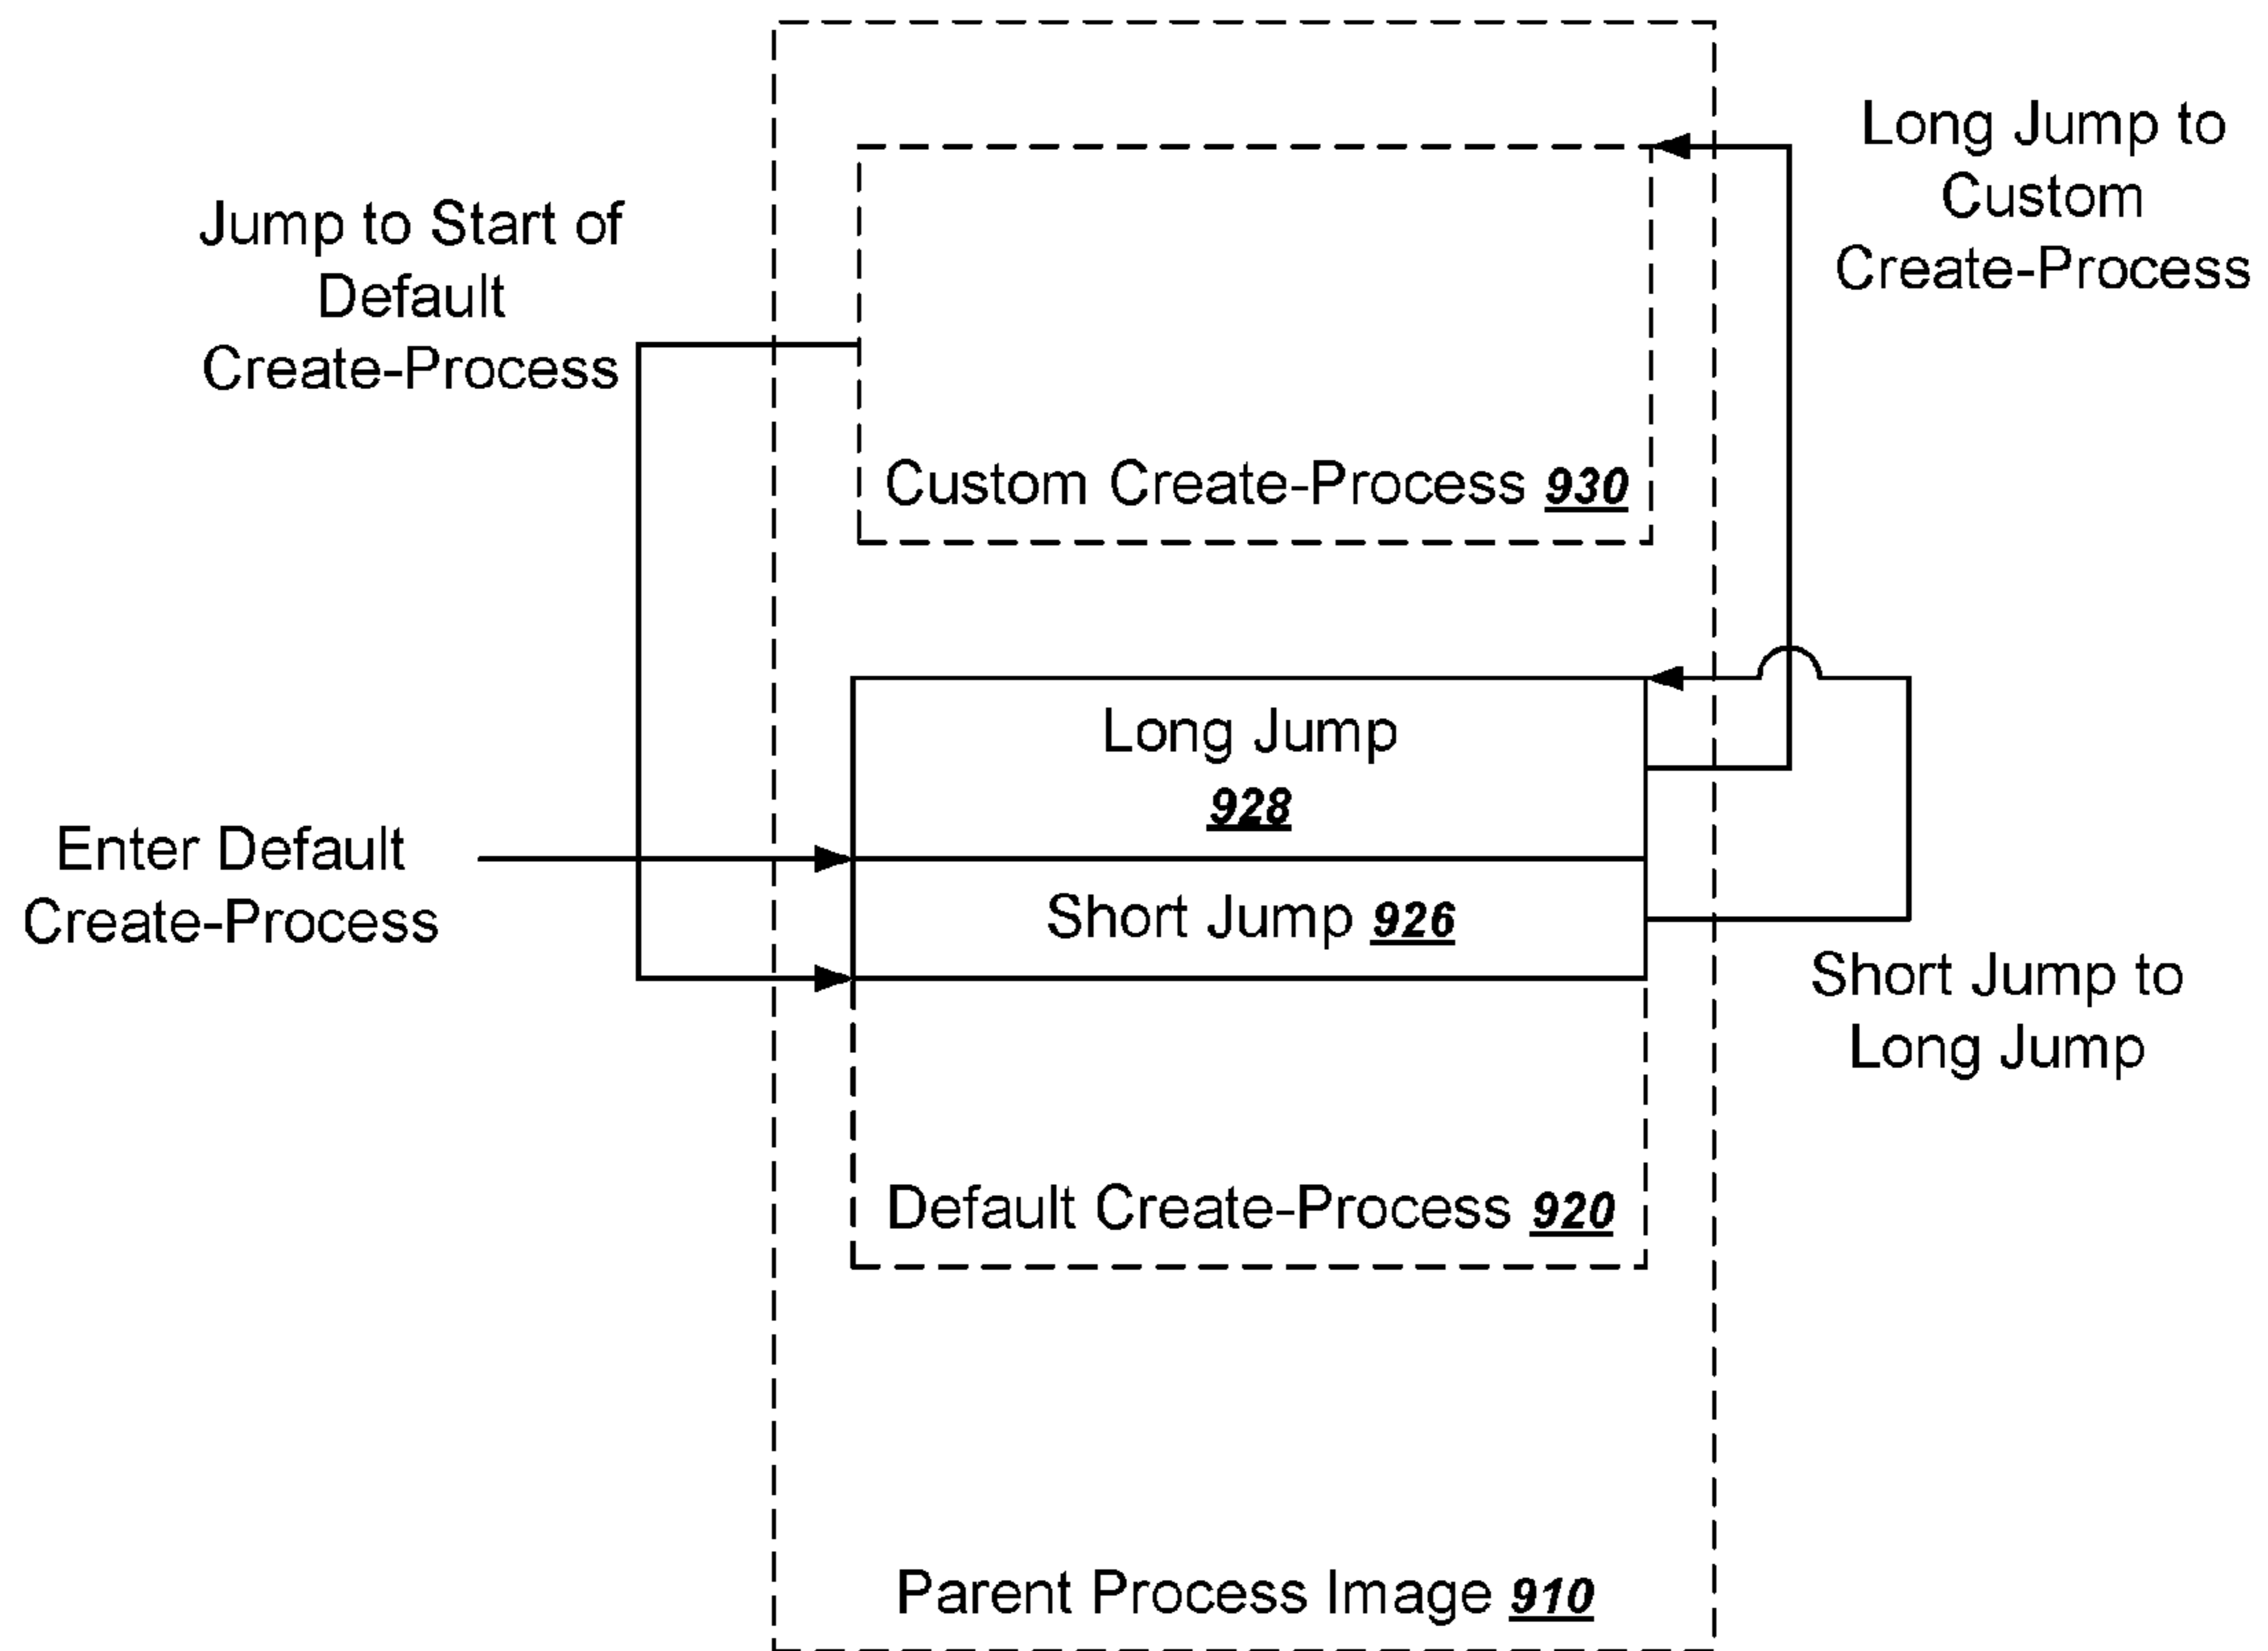 Long Jump to
Custom
Create-Process
Jump to Start of
Default
Create-Process
Custom Create-Process 930
Long Jump
928
Enter Default
Create-Process
Short Jump 926
Short Jump to
Long Jump
Default Create-Process 920
Parent Process Image 910